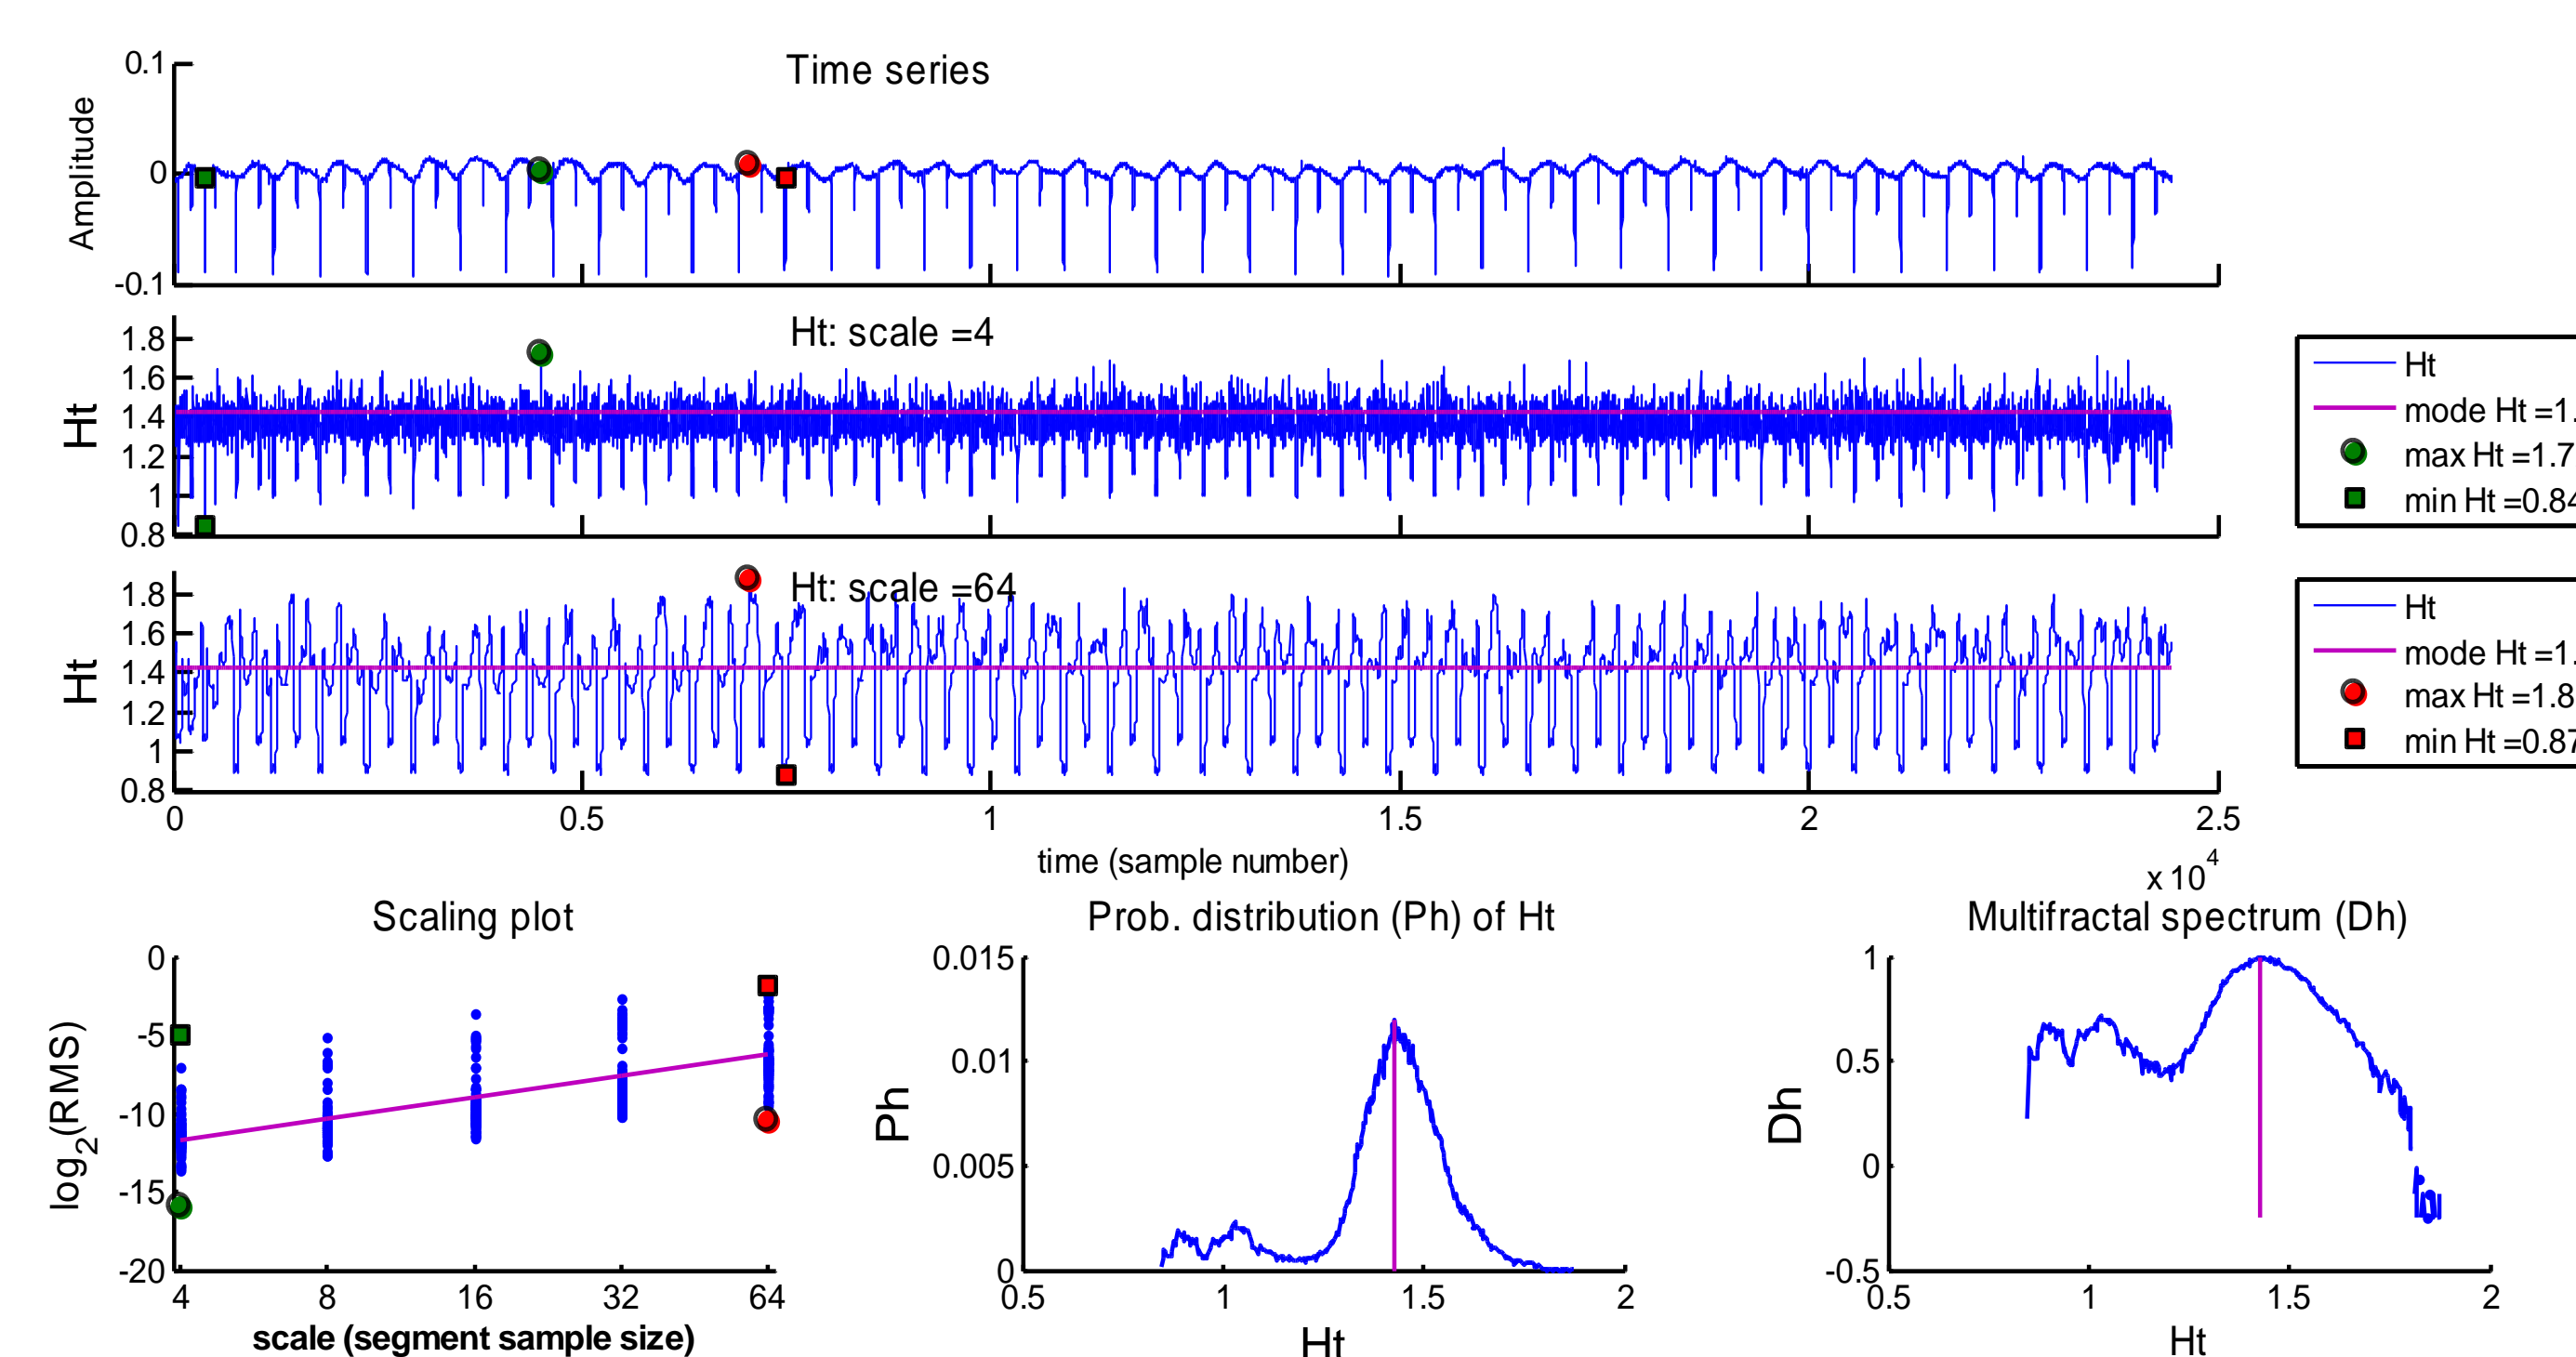 Time series
0.1
0
-0.1
Amplitude
Ht: scale =4
1.8
1.6
1.4
1.2
1
0.8
Ht
Ht
mode Ht =1.
max Ht =1.7
min Ht =0.84
Ht: scale =64
1.8
1.6
1.4
1.2
1
0.8
Ht
Ht
mode Ht =1.
max Ht =1.8
min Ht =0.87
0 0.5 1 1.5 2 2.5
time (sample number)
x 10^4
Scaling plot
0
-5
-10
-15
-20
log2(RMS)
4 8 16 32 64
scale (segment sample size)
Prob. distribution (Ph) of Ht
0.015
0.01
0.005
0
Ph
0.5 1 1.5 2
Ht
Multifractal spectrum (Dh)
1
0.5
0
-0.5
Dh
0.5 1 1.5 2
Ht